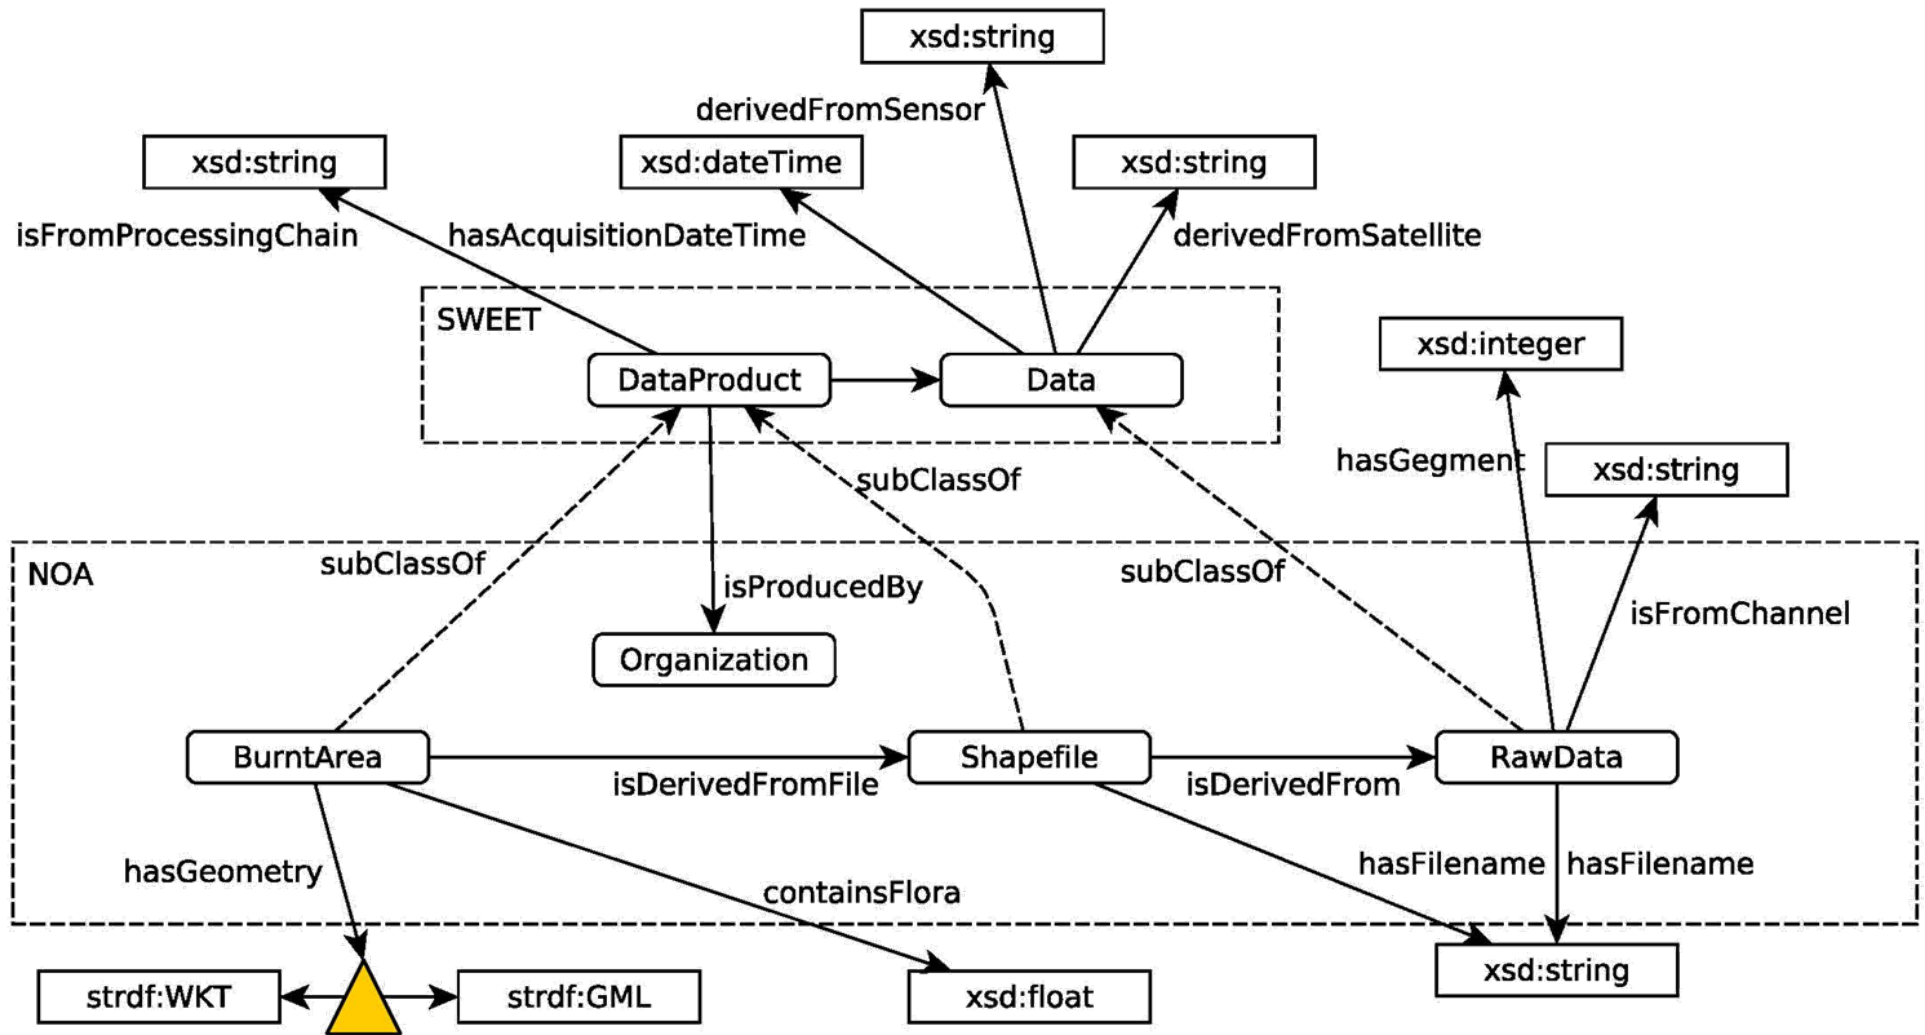 xsd:string
derivedFromSensor
xsd:string
xsd:dateTime
xsd:string
isFromProcessingChain
hasAcquisitionDateTime
derivedFromSatellite
SWEET
xsd:integer
DataProduct
Data
hasGegment
xsd:string
subClassOf
subClassOf
NOA
isProducedBy
subClassOf
isFromChannel
Organization
BurntArea
Shapefile
RawData
isDerivedFromFile
isDerivedFrom
hasGeometry
containsFlora
hasFilename
hasFilename
strdf:WKT
strdf:GML
xsd:float
xsd:string